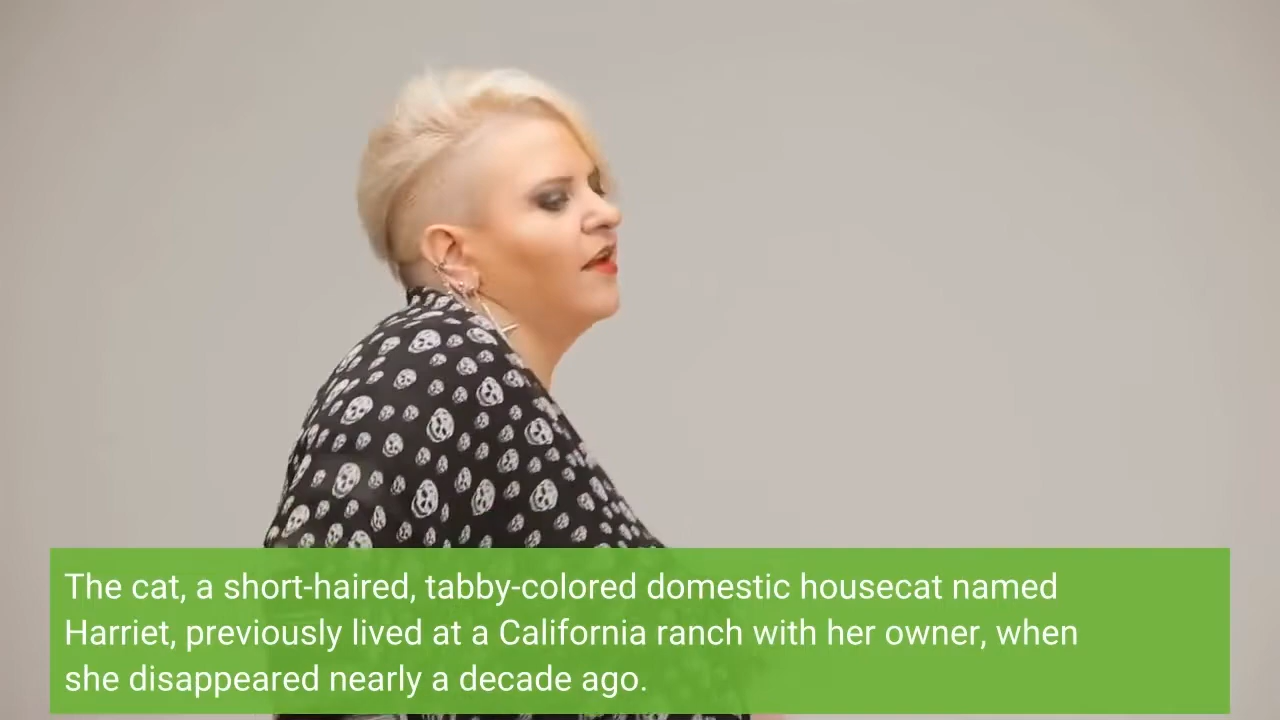 The cat, a short-haired, tabby-colored domestic housecat named
Harriet, previously lived at a California ranch with her owner, when
she disappeared nearly a decade ago.